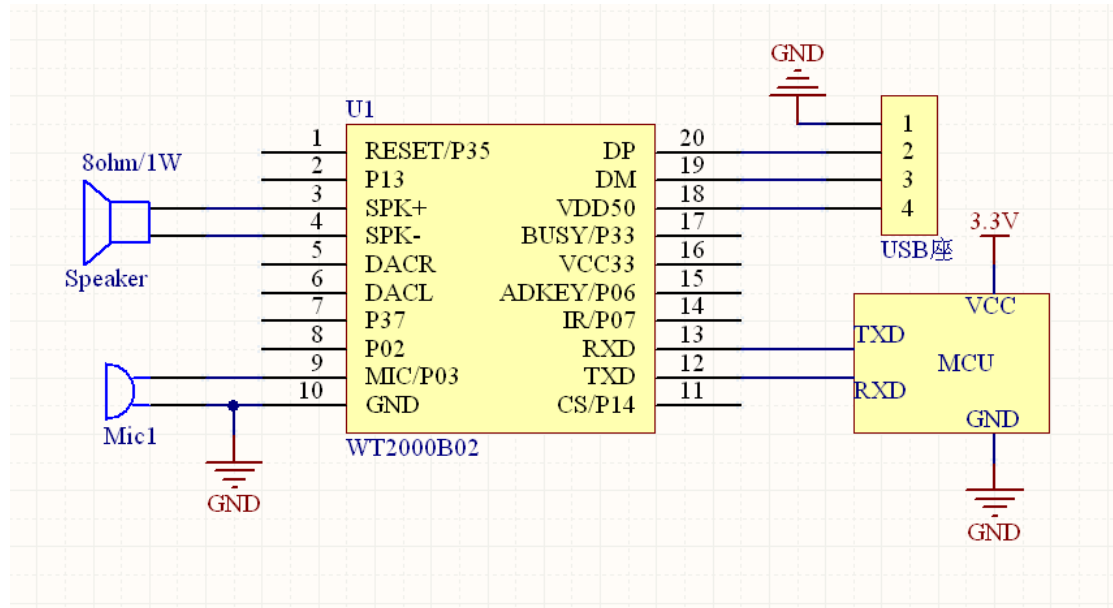 GND
U1
8ohm/1W
Speaker
1 RESET/P35
2 P13
3 SPK+
4 SPK-
5 DACR
6 DACL
7 P37
8 P02
9 MIC/P03
10 GND
DP 20
DM 19
VDD50 18
BUSY/P33 17
VCC33 16
ADKEY/P06 15
IR/P07 14
RXD 13
TXD 12
CS/P14 11
WT2000B02
Mic1
GND
1
2
3
4
USB座
3.3V
VCC
TXD
MCU
RXD
GND
GND